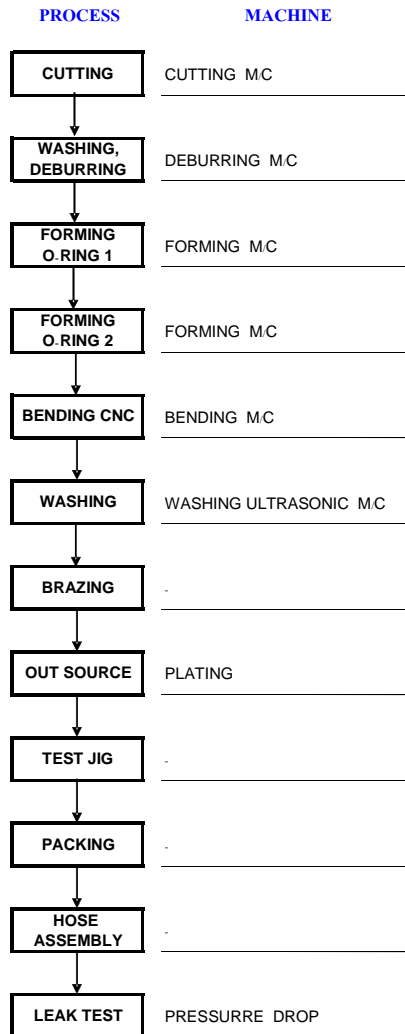 PROCESS MACHINE
CUTTING CUTTING M/C
WASHING,
DEBURRING DEBURRING M/C
FORMING
O-RING 1 FORMING M/C
FORMING
O-RING 2 FORMING M/C
BENDING CNC BENDING M/C
WASHING WASHING ULTRASONIC M/C
BRAZING -
OUT SOURCE PLATING
TEST JIG -
PACKING -
HOSE
ASSEMBLY -
LEAK TEST PRESSURRE DROP